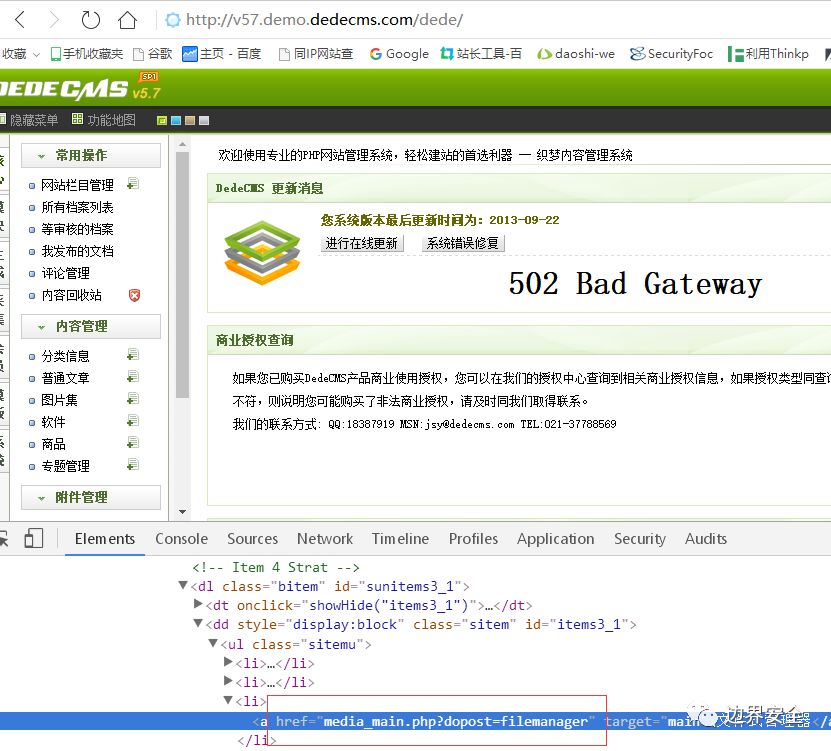 http://v57.demo.dedecms.com/dede/
收藏 手机收藏夹 谷歌 主页 - 百度 同IP网站查 Google 站长工具-百 daoshi-we SecurityFoc 利用Thinkp
DEDECMS SP1 v5.7
隐藏菜单 功能地图
常用操作
网站栏目管理
所有档案列表
等审核的档案
我发布的文档
评论管理
内容回收站
内容管理
分类信息
普通文章
图片集
软件
商品
专题管理
附件管理
欢迎使用专业的PHP网站管理系统，轻松建站的首选利器 — 织梦内容管理系统
DedeCMS 更新消息
您系统版本最后更新时间为：2013-09-22
进行在线更新 系统错误修复
502 Bad Gateway
商业授权查询
如果您已购买DedeCMS产品商业使用授权，您可以在我们的授权中心查询到相关商业授权信息，如果授权类型同查询
不符，则说明您可能购买了非法商业授权，请及时同我们取得联系。
我们的联系方式: QQ:18387919 MSN:jsy@dedecms.com TEL:021-37788569
Elements Console Sources Network Timeline Profiles Application Security Audits
<!-- Item 4 Strat -->
<dl class="bitem" id="sunitems3_1">
<dt onclick="showHide("items3_1")">…</dt>
<dd style="display:block" class="sitem" id="items3_1">
<ul class="sitemu">
<li>…</li>
<li>…</li>
<li>
<a href="media_main.php?dopost=filemanager" target="main 文件式管理器</a
</li>
边界安全